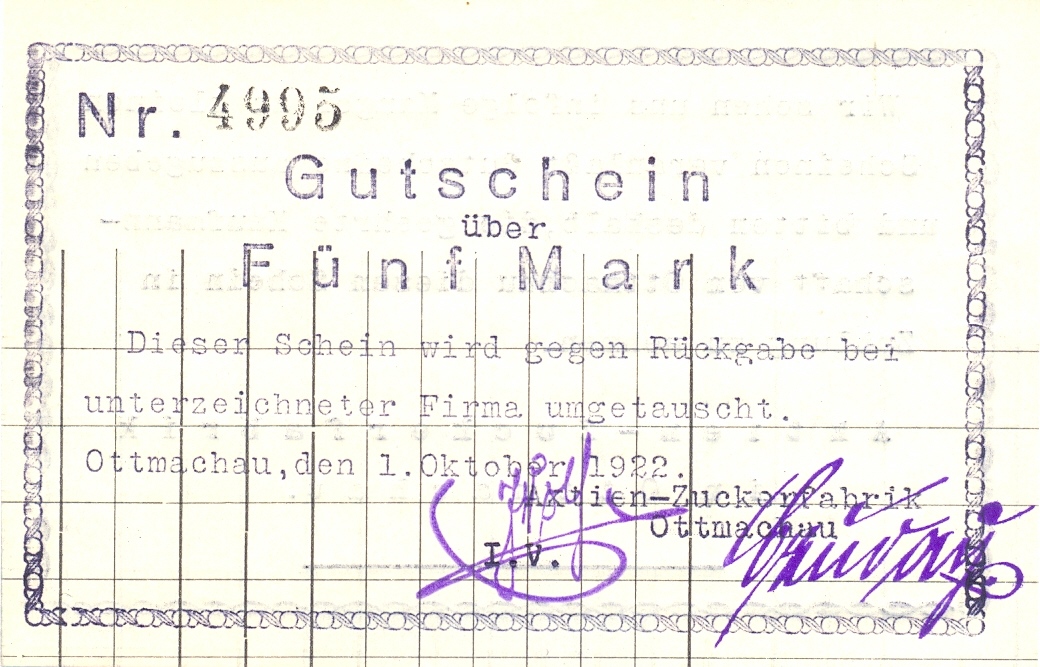 Nr. 4995
Gutschein
über
Fünf Mark
Dieser Schein wird gegen Rückgabe bei
unterzeichneter Firma umgetauscht.
Ottmachau,den 1.Oktober 1922.
Aktien-Zuckerfabrik
Ottmachau
I.V.